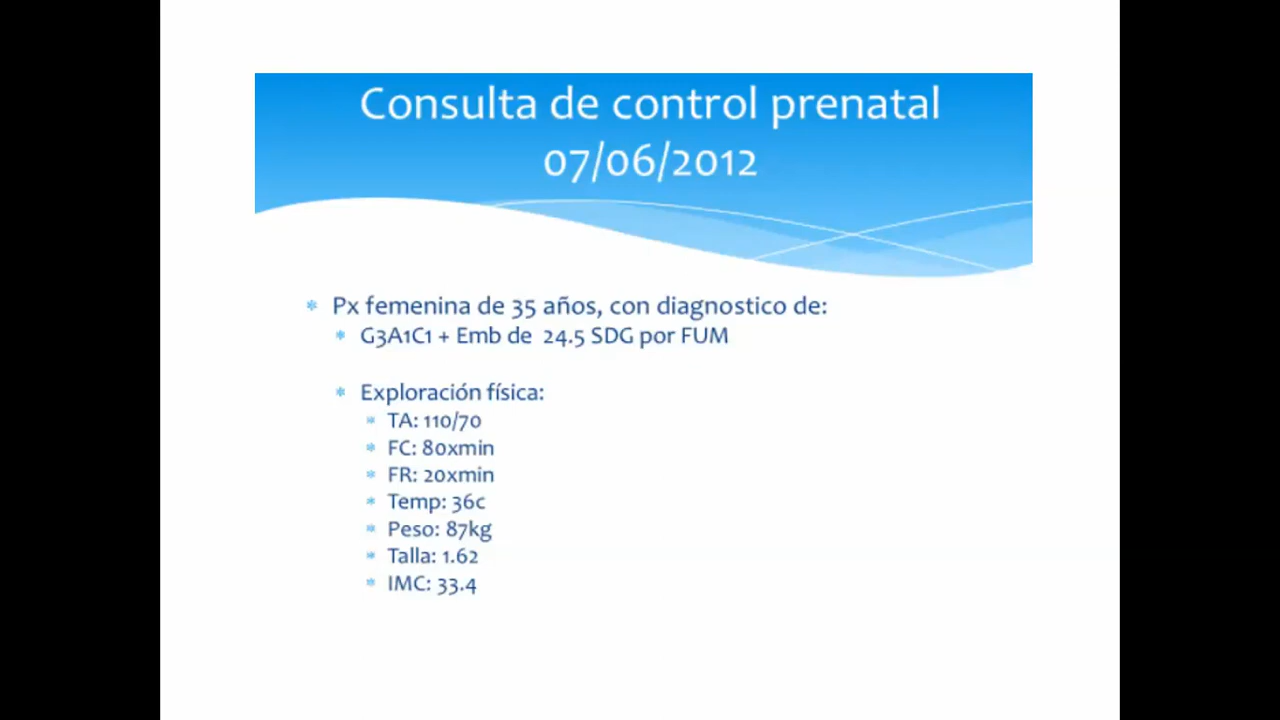 Consulta de control prenatal
07/06/2012
Px femenina de 35 años, con diagnostico de:
G3A1C1 + Emb de 24.5 SDG por FUM
Exploración física:
TA: 110/70
FC: 80xmin
FR: 20xmin
Temp: 36c
Peso: 87kg
Talla: 1.62
IMC: 33.4